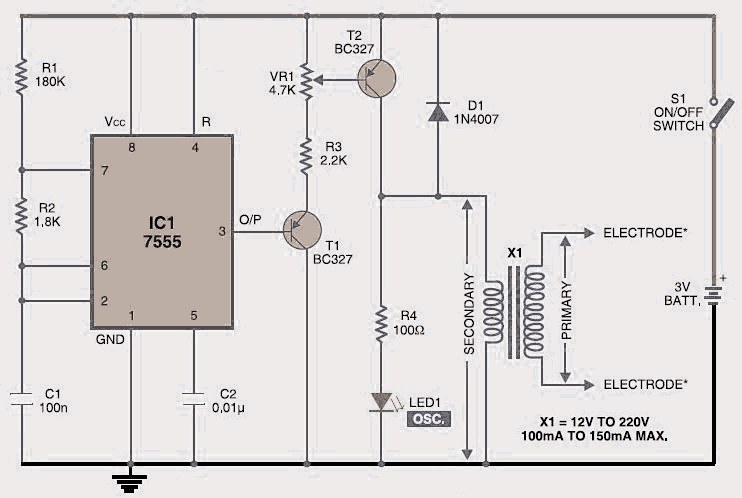 T2
BC327
R1
180K
VR1
4.7K
D1
1N4007
S1
ON/OFF
SWITCH
VCC
R
8
4
7
R3
2.2K
R2
1,8K
IC1
7555
3
O/P
T1
BC327
6
2
1
5
GND
X1
ELECTRODE*
SECONDARY
PRIMARY
3V
BATT.
+
R4
100Ω
C1
100n
C2
0,01µ
LED1
OSC.
ELECTRODE*
X1 = 12V TO 220V
100mA TO 150mA MAX.